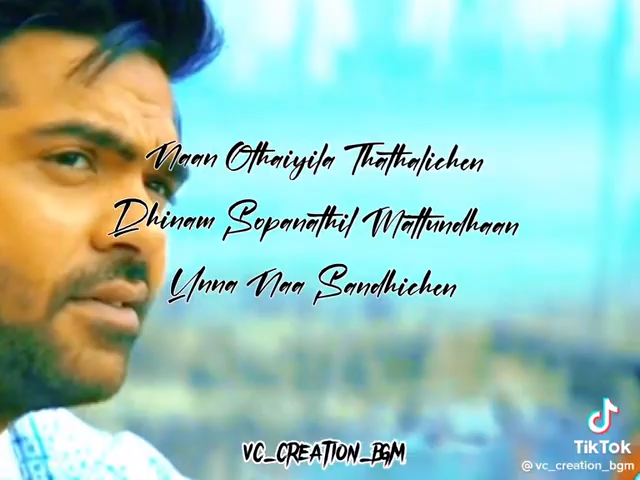 Naan Othaiyila Thathalichen
Dhinam Sopanathil Mattundhaan
Unna Naa Sandhichen
VC_CREATION_BGM
TikTok
@vc_creation_bgm